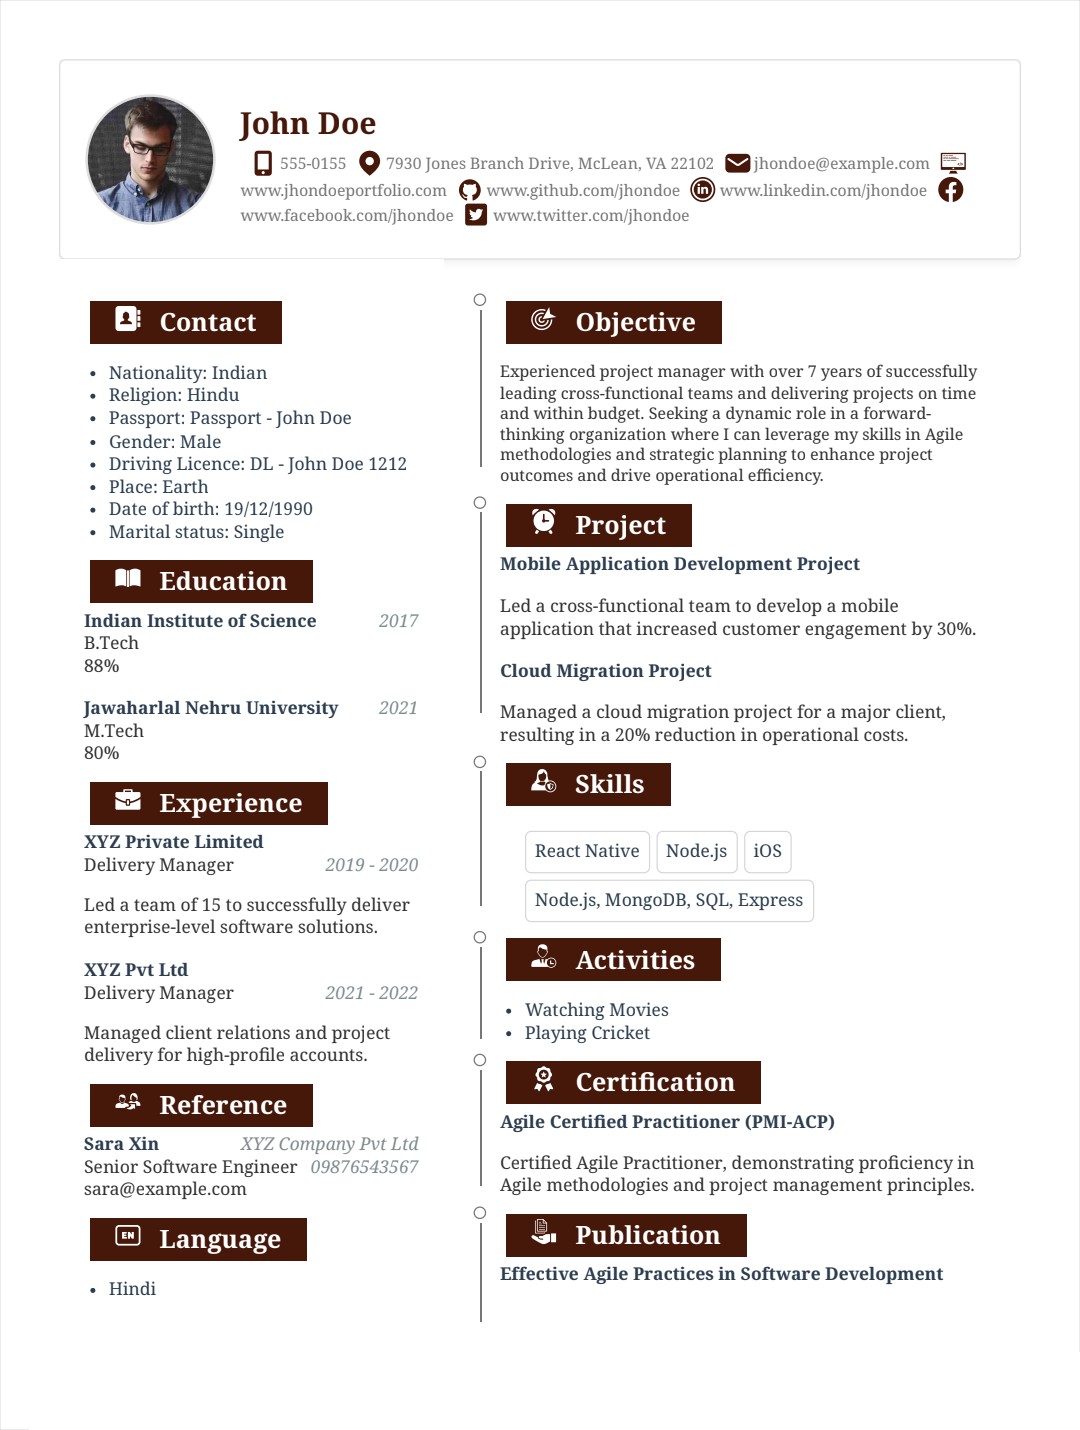 John Doe
555-0155 7930 Jones Branch Drive, McLean, VA 22102 jhondoe@example.com
www.jhondoeportfolio.com www.github.com/jhondoe www.linkedin.com/jhondoe
www.facebook.com/jhondoe www.twitter.com/jhondoe
Contact
• Nationality: Indian
• Religion: Hindu
• Passport: Passport - John Doe
• Gender: Male
• Driving Licence: DL - John Doe 1212
• Place: Earth
• Date of birth: 19/12/1990
• Marital status: Single
Education
Indian Institute of Science 2017
B.Tech
88%
Jawaharlal Nehru University 2021
M.Tech
80%
Experience
XYZ Private Limited
Delivery Manager 2019 - 2020
Led a team of 15 to successfully deliver
enterprise-level software solutions.
XYZ Pvt Ltd
Delivery Manager 2021 - 2022
Managed client relations and project
delivery for high-profile accounts.
Reference
Sara Xin XYZ Company Pvt Ltd
Senior Software Engineer 09876543567
sara@example.com
EN Language
• Hindi
Objective
Experienced project manager with over 7 years of successfully
leading cross-functional teams and delivering projects on time
and within budget. Seeking a dynamic role in a forward-
thinking organization where I can leverage my skills in Agile
methodologies and strategic planning to enhance project
outcomes and drive operational efficiency.
Project
Mobile Application Development Project
Led a cross-functional team to develop a mobile
application that increased customer engagement by 30%.
Cloud Migration Project
Managed a cloud migration project for a major client,
resulting in a 20% reduction in operational costs.
Skills
React Native Node.js iOS
Node.js, MongoDB, SQL, Express
Activities
• Watching Movies
• Playing Cricket
Certification
Agile Certified Practitioner (PMI-ACP)
Certified Agile Practitioner, demonstrating proficiency in
Agile methodologies and project management principles.
Publication
Effective Agile Practices in Software Development